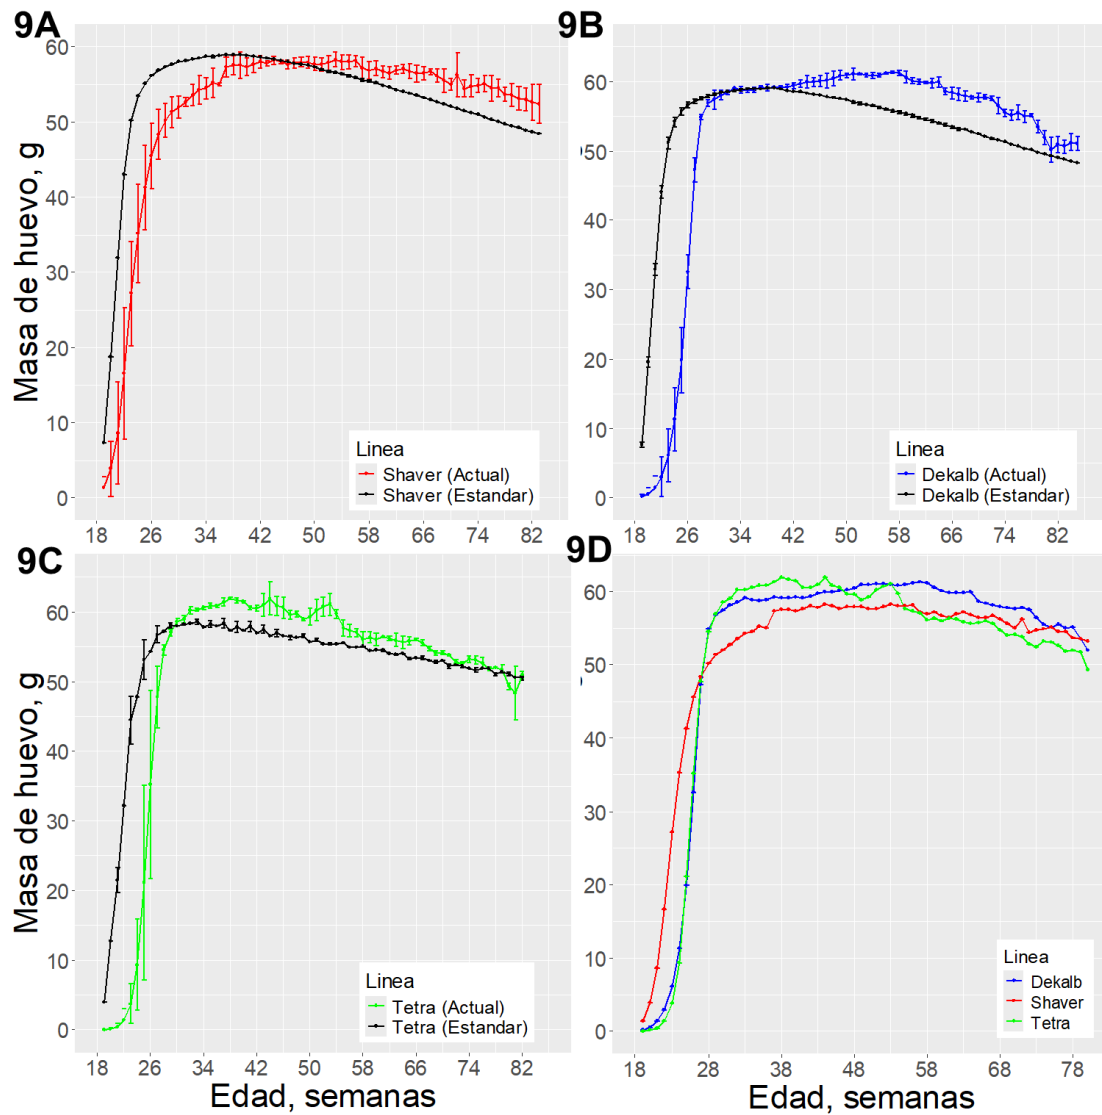 9A
Masa de huevo, g
60
50
40
30
20
10
0
Linea
Shaver (Actual)
Shaver (Estandar)
18 26 34 42 50 58 66 74 82
9B
60
50
40
30
20
10
0
Linea
Dekalb (Actual)
Dekalb (Estandar)
18 26 34 42 50 58 66 74 82
9C
Masa de huevo, g
60
50
40
30
20
10
0
Linea
Tetra (Actual)
Tetra (Estandar)
18 26 34 42 50 58 66 74 82
Edad, semanas
9D
60
50
40
30
20
10
0
Linea
Dekalb
Shaver
Tetra
18 28 38 48 58 68 78
Edad, semanas